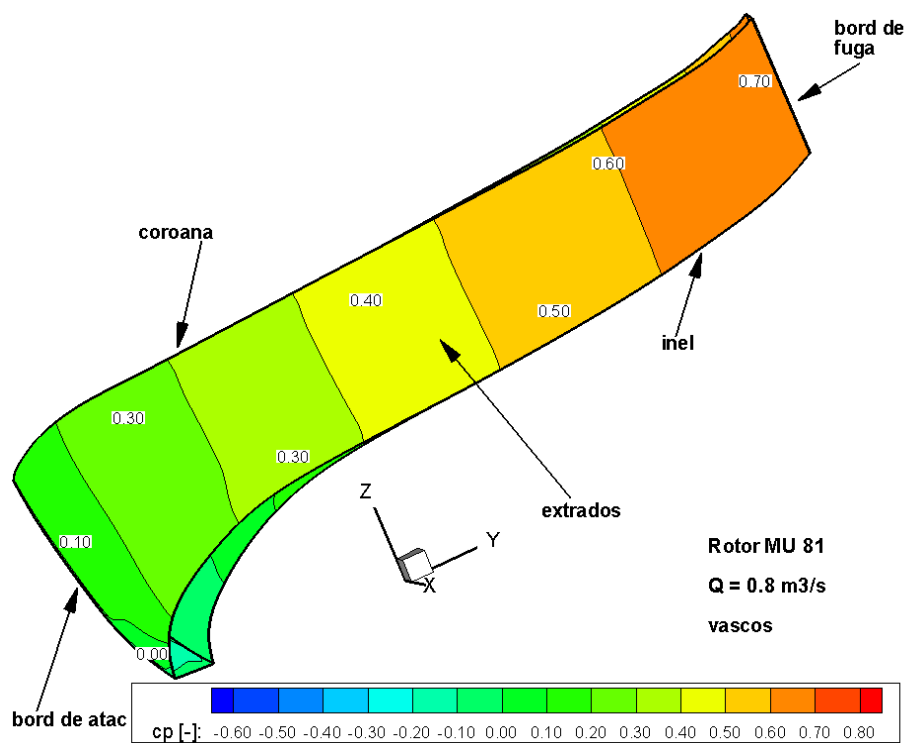 bord de
fuga
0.70
0.60
coroana
0.40
0.50
inel
0.30
0.30
extrados
Z
Y
X
0.10
0.00
bord de atac
Rotor MU 81
Q = 0.8 m3/s
vascos
cp [-]: -0.60 -0.50 -0.40 -0.30 -0.20 -0.10 0.00 0.10 0.20 0.30 0.40 0.50 0.60 0.70 0.80